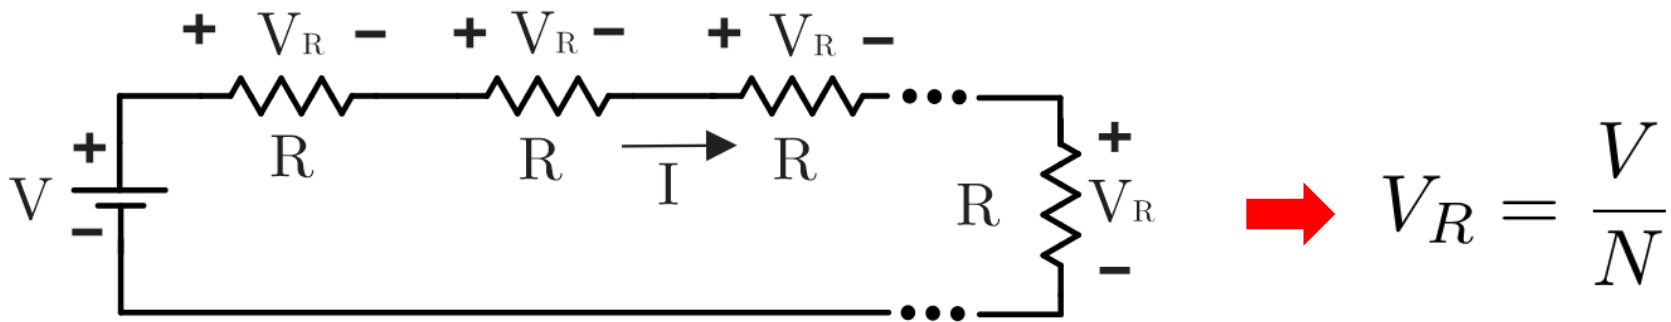 + V_R − + V_R − + V_R −
R R R
I
+
V
−
R
+
V_R
−
V_R = V/N